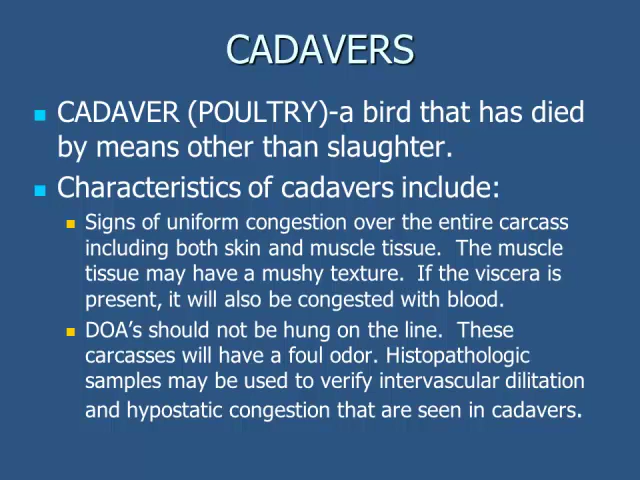 CADAVERS
CADAVER (POULTRY)-a bird that has died
by means other than slaughter.
Characteristics of cadavers include:
Signs of uniform congestion over the entire carcass
including both skin and muscle tissue.  The muscle
tissue may have a mushy texture.  If the viscera is
present, it will also be congested with blood.
DOA's should not be hung on the line.  These
carcasses will have a foul odor. Histopathologic
samples may be used to verify intervascular dilitation
and hypostatic congestion that are seen in cadavers.